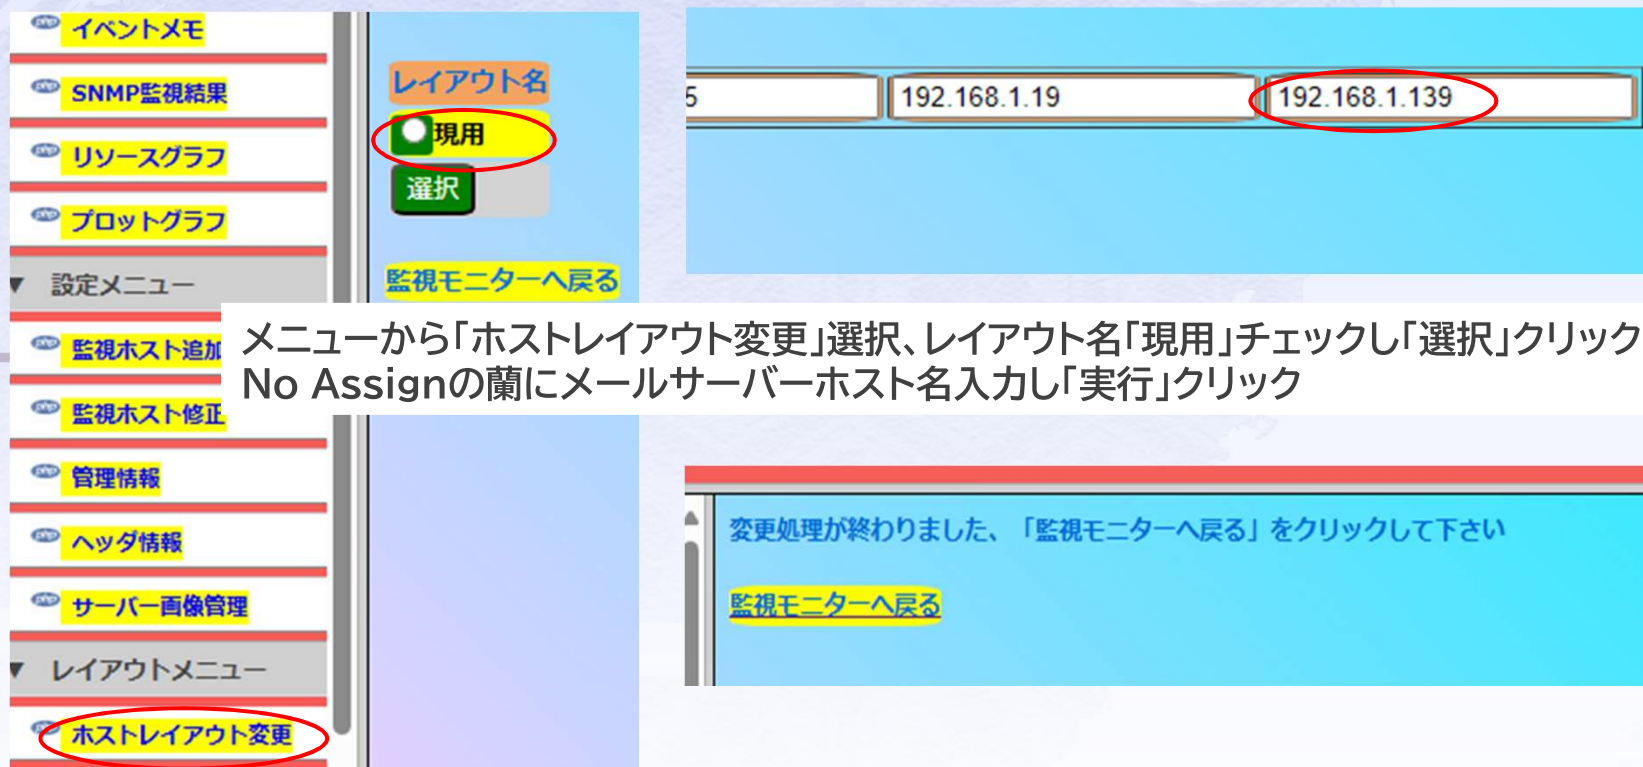 イベントメモ
SNMP監視結果
リソースグラフ
プロットグラフ
▼ 設定メニュー
監視ホスト追加
監視ホスト修正
管理情報
ヘッダ情報
サーバー画像管理
▼ レイアウトメニュー
ホストレイアウト変更
レイアウト名
現用
選択
監視モニターへ戻る
5 192.168.1.19 192.168.1.139
メニューから「ホストレイアウト変更」選択、レイアウト名「現用」チェックし「選択」クリック
No Assignの蘭にメールサーバーホスト名入力し「実行」クリック
変更処理が終わりました、「監視モニターへ戻る」をクリックして下さい
監視モニターへ戻る